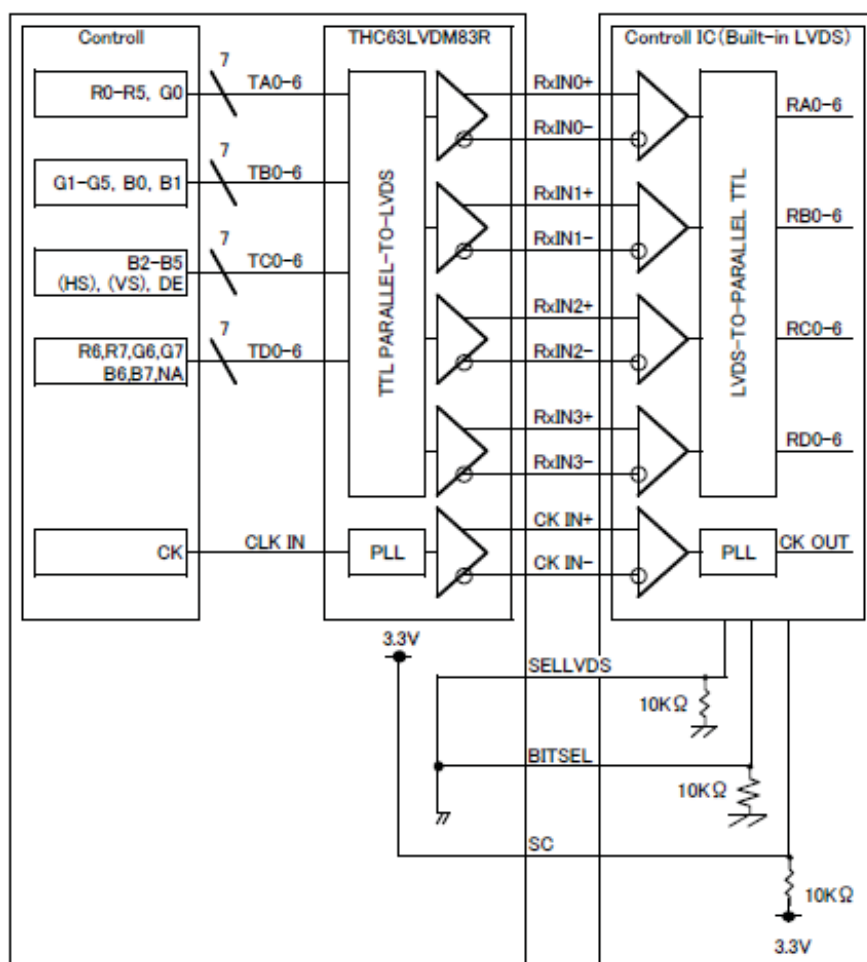 Controll
THC63LVDM83R
Controll IC(Built-in LVDS)
R0-R5, G0
7
TA0-6
RxIN0+
RxIN0-
RA0-6
G1-G5, B0, B1
7
TB0-6
RxIN1+
RxIN1-
RB0-6
B2-B5
(HS), (VS), DE
7
TC0-6
RxIN2+
RxIN2-
RC0-6
R6,R7,G6,G7
B6,B7,NA
7
TD0-6
RxIN3+
RxIN3-
RD0-6
TTL PARALLEL-TO-LVDS
LVDS-TO-PARALLEL TTL
CK
CLK IN
PLL
CK IN+
CK IN-
PLL
CK OUT
3.3V
SELLVDS
10KΩ
BITSEL
10KΩ
SC
10KΩ
3.3V